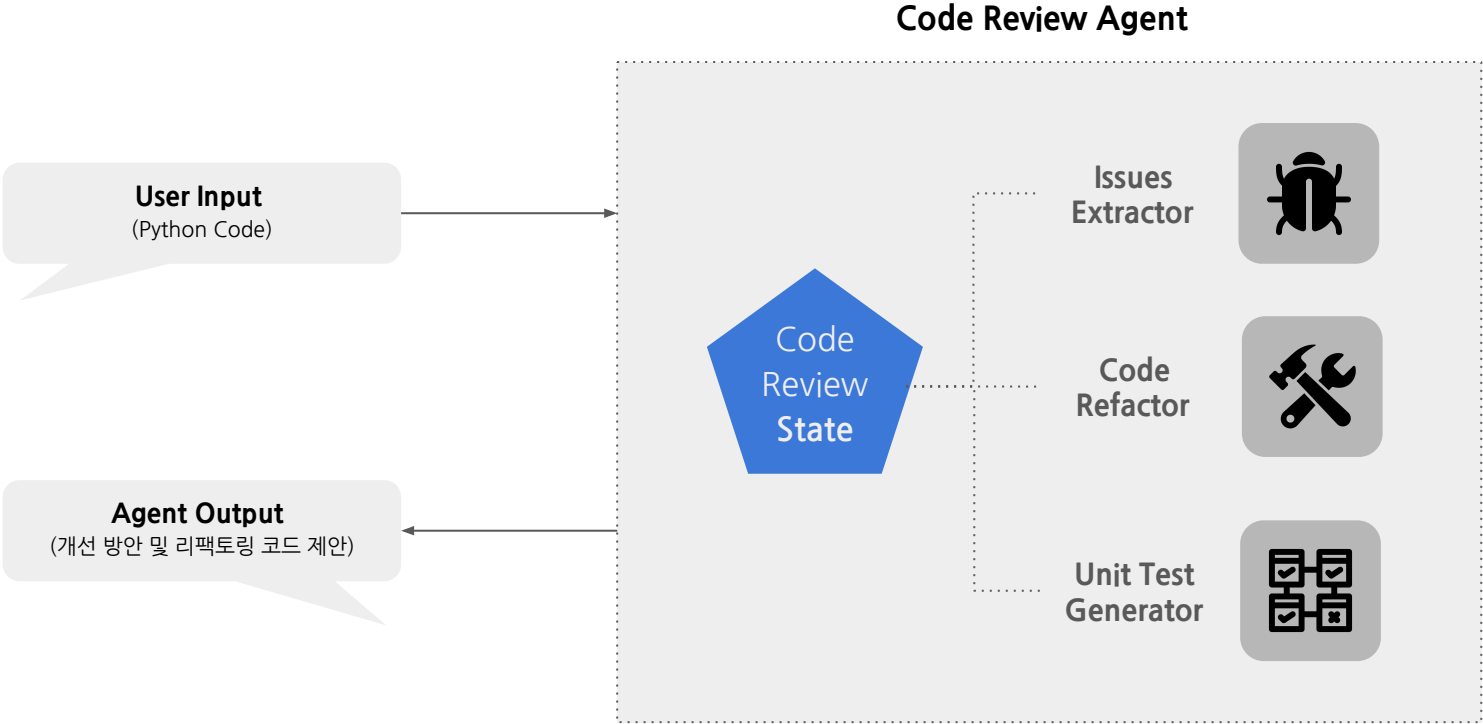 Code Review Agent
User Input
(Python Code)
Agent Output
(개선 방안 및 리팩토링 코드 제안)
Code
Review
State
Issues
Extractor
Code
Refactor
Unit Test
Generator